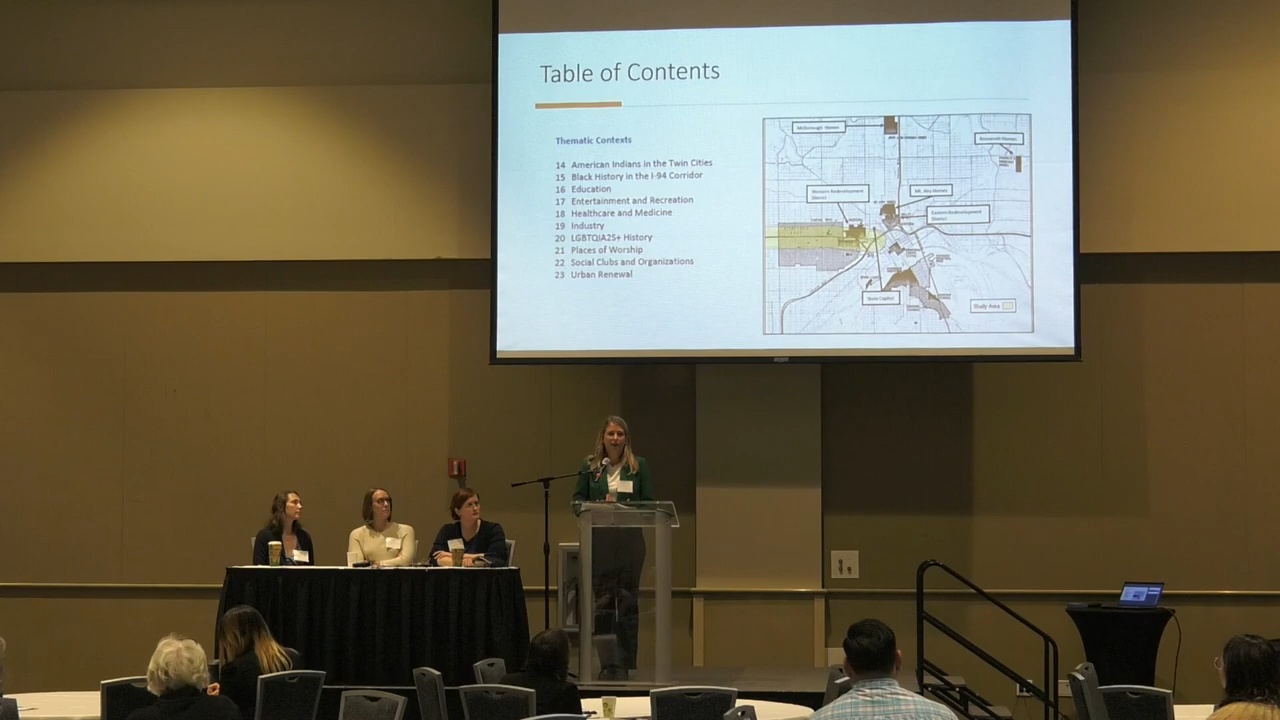 Table of Contents
Thematic Contexts
14 American Indians in the Twin Cities
15 Black History in the I-94 Corridor
16 Education
17 Entertainment and Recreation
18 Healthcare and Medicine
19 Industry
20 LGBTQIA2S+ History
21 Places of Worship
22 Social Clubs and Organizations
23 Urban Renewal
McDonough Homes
Roosevelt Homes
Western Redevelopment
District
Mt. Airy Homes
Eastern Redevelopment
District
State Capitol
Study Area